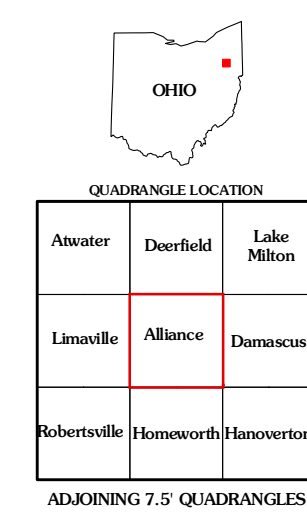 OHIO
QUADRANGLE LOCATION
Atwater Deerfield Lake Milton
Limaville Alliance Damascus
Robertsville Homeworth Hanoverton
ADJOINING 7.5' QUADRANGLES